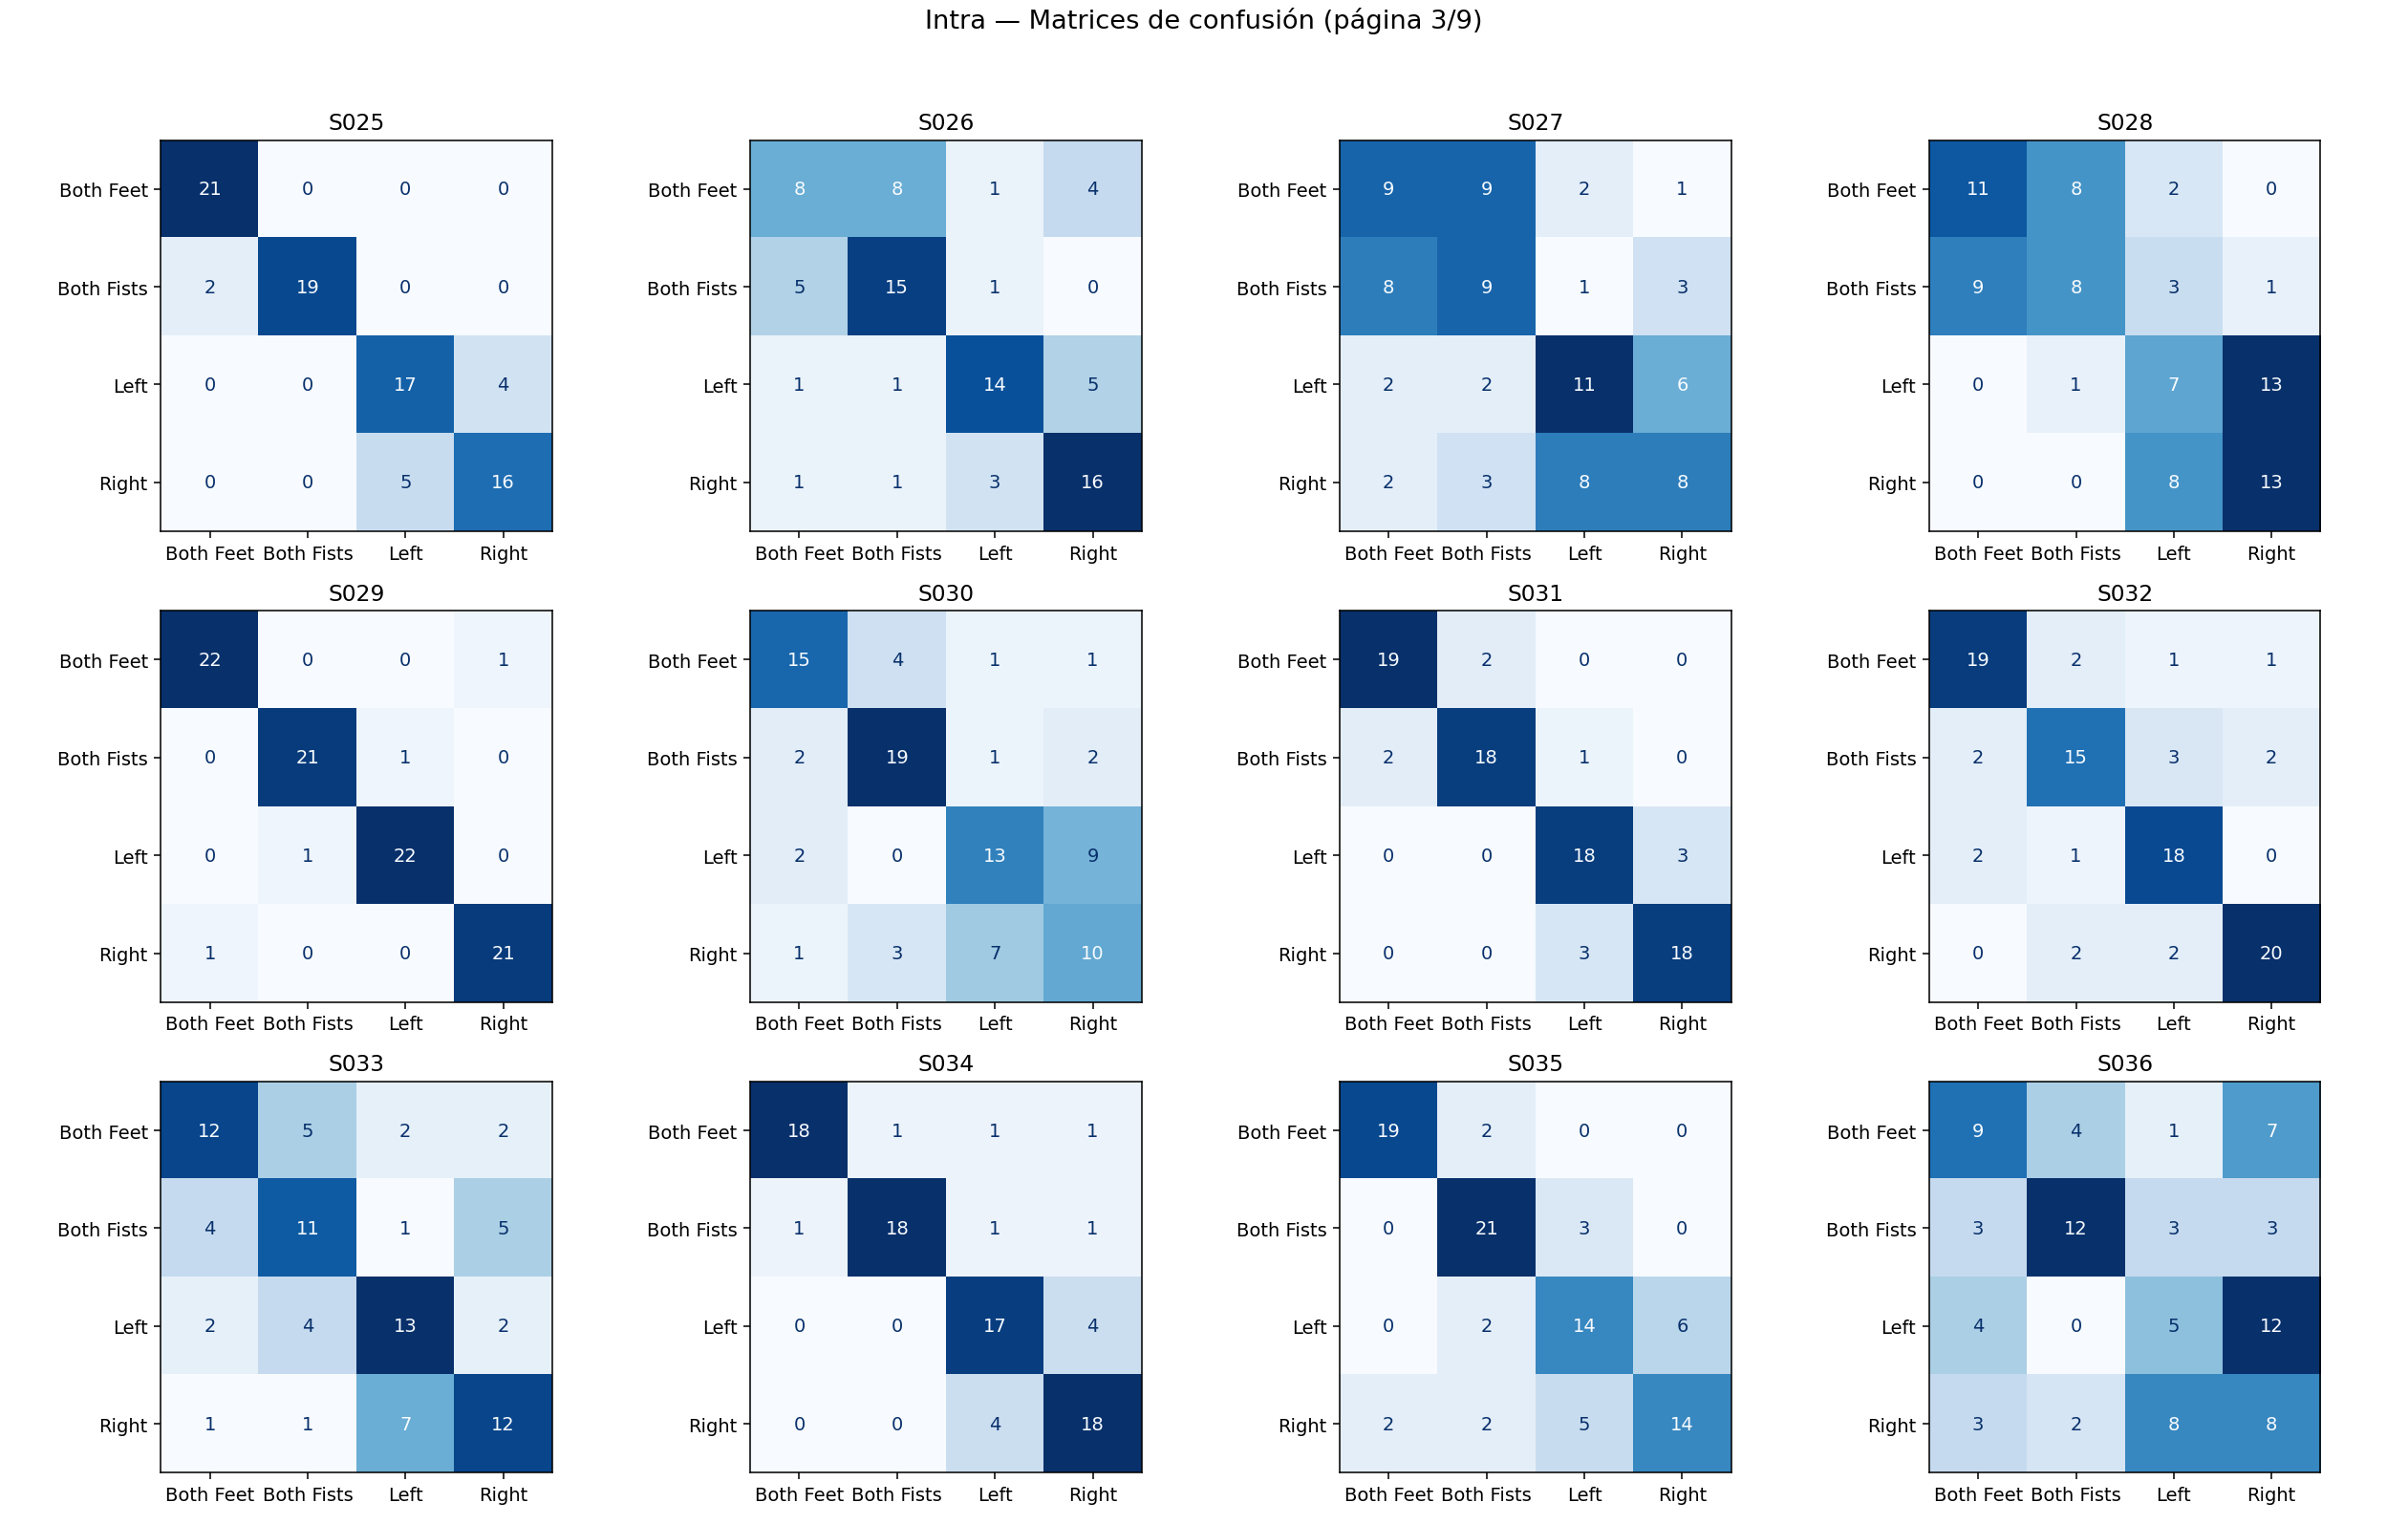 Intra — Matrices de confusión (página 3/9)
S025 S026 S027 S028
Both Feet 21 0 0 0 Both Feet 8 8 1 4 Both Feet 9 9 2 1 Both Feet 11 8 2 0
Both Fists 2 19 0 0 Both Fists 5 15 1 0 Both Fists 8 9 1 3 Both Fists 9 8 3 1
Left 0 0 17 4 Left 1 1 14 5 Left 2 2 11 6 Left 0 1 7 13
Right 0 0 5 16 Right 1 1 3 16 Right 2 3 8 8 Right 0 0 8 13
Both Feet Both Fists Left Right Both Feet Both Fists Left Right Both Feet Both Fists Left Right Both Feet Both Fists Left Right
S029 S030 S031 S032
Both Feet 22 0 0 1 Both Feet 15 4 1 1 Both Feet 19 2 0 0 Both Feet 19 2 1 1
Both Fists 0 21 1 0 Both Fists 2 19 1 2 Both Fists 2 18 1 0 Both Fists 2 15 3 2
Left 0 1 22 0 Left 2 0 13 9 Left 0 0 18 3 Left 2 1 18 0
Right 1 0 0 21 Right 1 3 7 10 Right 0 0 3 18 Right 0 2 2 20
Both Feet Both Fists Left Right Both Feet Both Fists Left Right Both Feet Both Fists Left Right Both Feet Both Fists Left Right
S033 S034 S035 S036
Both Feet 12 5 2 2 Both Feet 18 1 1 1 Both Feet 19 2 0 0 Both Feet 9 4 1 7
Both Fists 4 11 1 5 Both Fists 1 18 1 1 Both Fists 0 21 3 0 Both Fists 3 12 3 3
Left 2 4 13 2 Left 0 0 17 4 Left 0 2 14 6 Left 4 0 5 12
Right 1 1 7 12 Right 0 0 4 18 Right 2 2 5 14 Right 3 2 8 8
Both Feet Both Fists Left Right Both Feet Both Fists Left Right Both Feet Both Fists Left Right Both Feet Both Fists Left Right